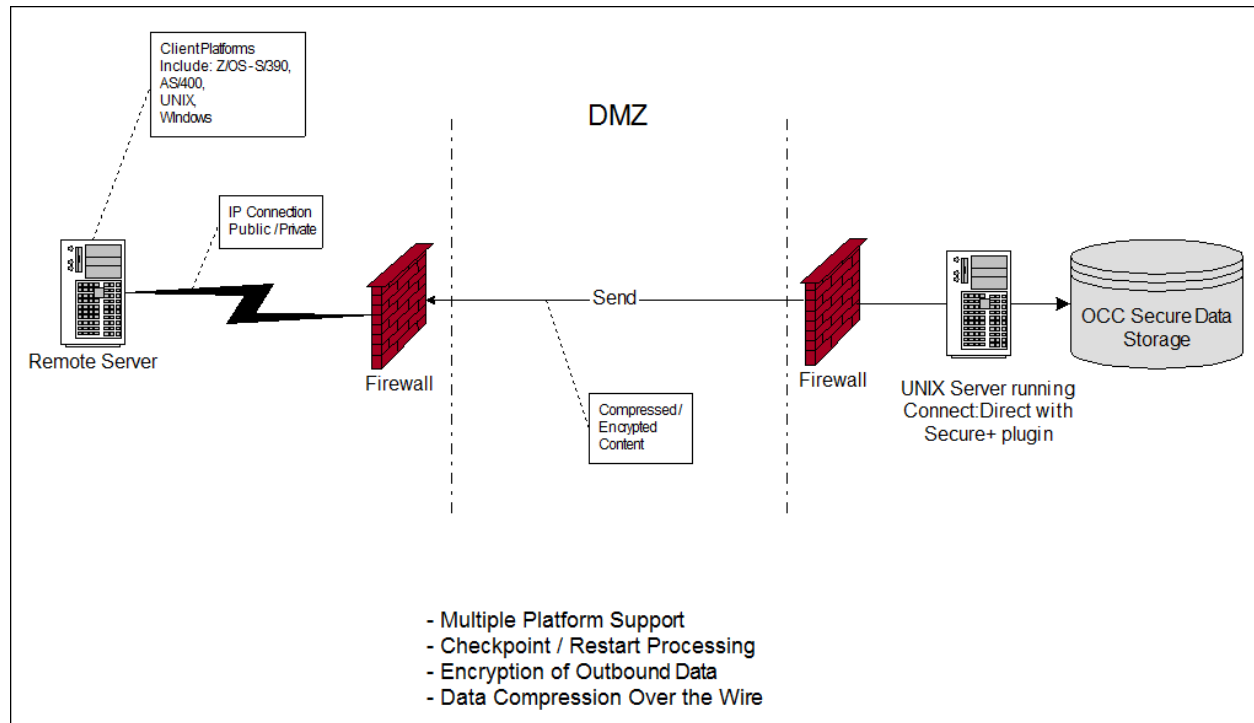 Client Platforms
Include: Z/OS-S/390,
AS/400,
UNIX,
Windows
DMZ
IP Connection
Public / Private
Send
Remote Server
Firewall
Compressed /
Encrypted
Content
Firewall
UNIX Server running
Connect:Direct with
Secure+ plugin
OCC Secure Data
Storage
- Multiple Platform Support
- Checkpoint / Restart Processing
- Encryption of Outbound Data
- Data Compression Over the Wire